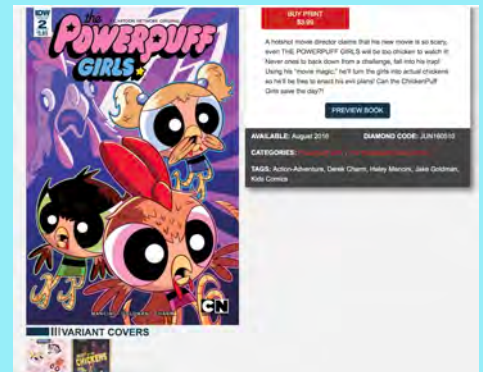 IDW
A CARTOON NETWORK ORIGINAL
2
the
POWERPUFF
GIRLS
CN
BUY PRINT
$3.99
A hotshot movie director claims that his new movie is so scary,
even THE POWERPUFF GIRLS will be too chicken to watch it!
Never ones to back down from a challenge, fall into his trap!
Using his "movie magic," he'll turn the girls into actual chickens
so he'll be free to enact his evil plans! Can the ChickenPuff
Girls save the day?!
PREVIEW BOOK
AVAILABLE: August 2016 DIAMOND CODE: JUN160510
CATEGORIES:
TAGS: Action-Adventure, Derek Charm, Haley Mancini, Jake Goldman,
Kids Comics
VARIANT COVERS
CHICKENS